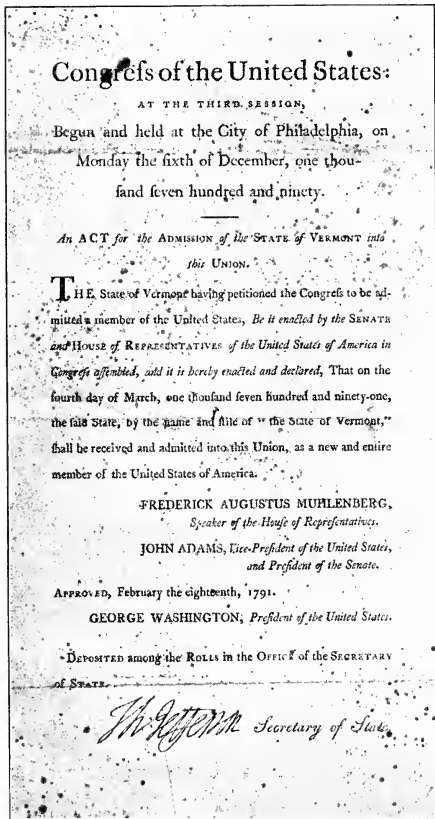 Congreſs of the United States:
AT THE THIRD SESSION,
Begun and held at the City of Philadelphia, on
Monday the ſixth of December, one thou-
ſand ſeven hundred and ninety.
An ACT for the ADMISSION of the STATE of VERMONT into
this UNION.
THE State of Vermont having petitioned the Congreſs to be ad-
mitted a member of the United States, Be it enacted by the SENATE
and HOUSE of REPRESENTATIVES of the United States of America in
Congreſs aſſembled, and it is hereby enacted and declared, That on the
fourth day of March, one thouſand ſeven hundred and ninety-one,
the ſaid State, by the name and ſtile of "the State of Vermont,"
ſhall be received and admitted into this Union, as a new and entire
member of the United States of America.
FREDERICK AUGUSTUS MUHLENBERG,
Speaker of the Houſe of Repreſentatives.
JOHN ADAMS, Vice-Preſident of the United States,
and Preſident of the Senate.
APPROVED, February the eighteenth, 1791.
GEORGE WASHINGTON, Preſident of the United States.
DEPOSITED among the ROLLS in the OFFICE of the SECRETARY
of STATE.
Th: Jefferson Secretary of State